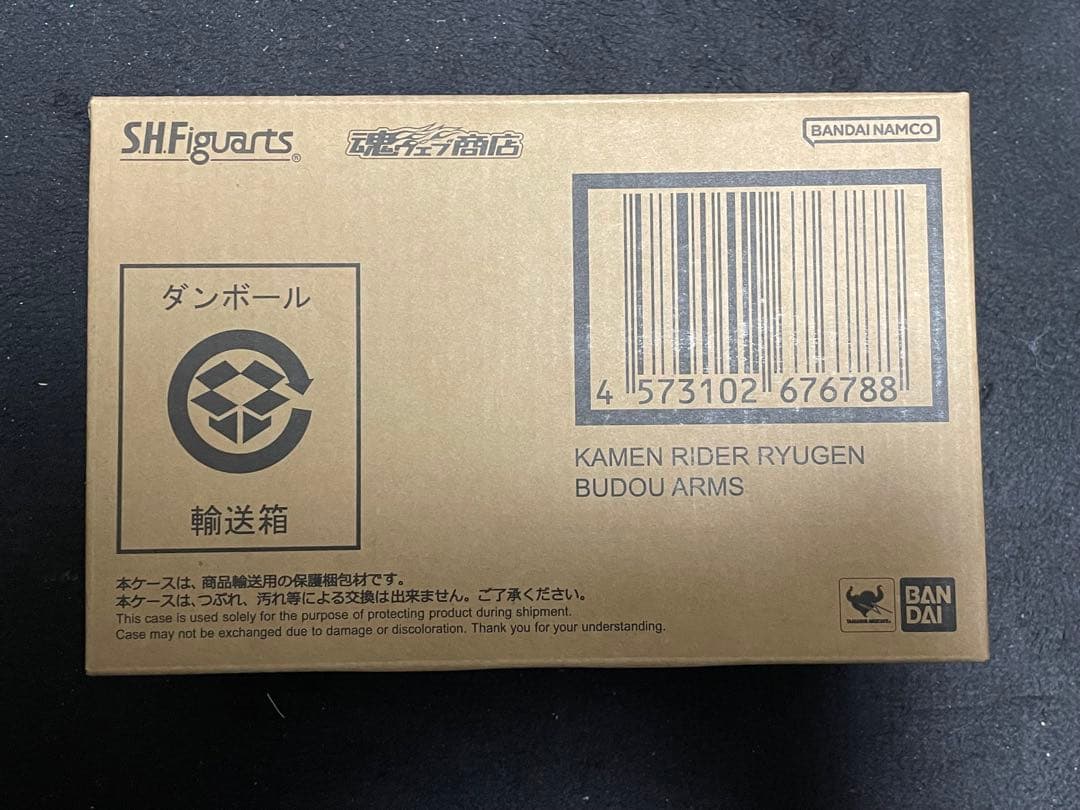 S.H.Figuarts®
魂ウェブ商店
BANDAI NAMCO
ダンボール
輸送箱
4 573102 676788
KAMEN RIDER RYUGEN
BUDOU ARMS
本ケースは、商品輸送用の保護梱包材です。
本ケースは、つぶれ、汚れ等による交換は出来ません。ご了承ください。
This case is used solely for the purpose of protecting product during shipment.
Case may not be exchanged due to damage or discoloration. Thank you for your understanding.
BAN
DAI